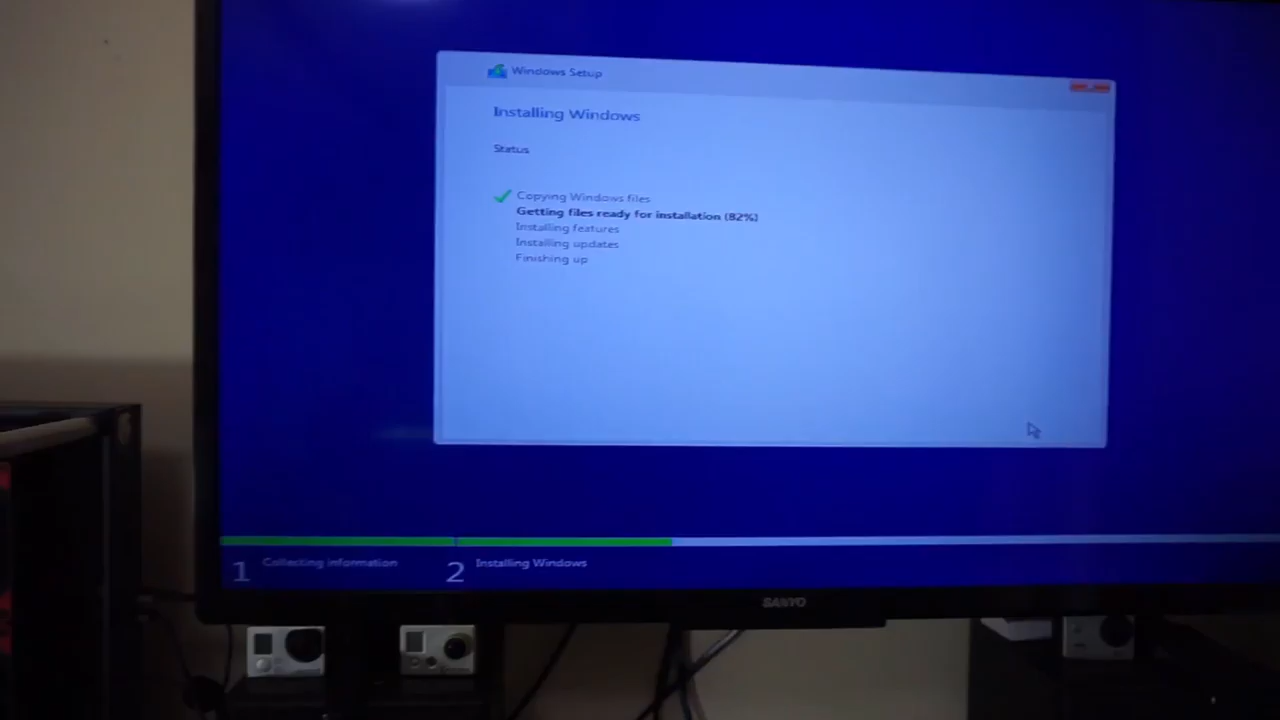 Windows Setup
Installing Windows
Status
Copying Windows files
Getting files ready for installation (82%)
Installing features
Installing updates
Finishing up
1 Collecting information
2 Installing Windows
SANYO